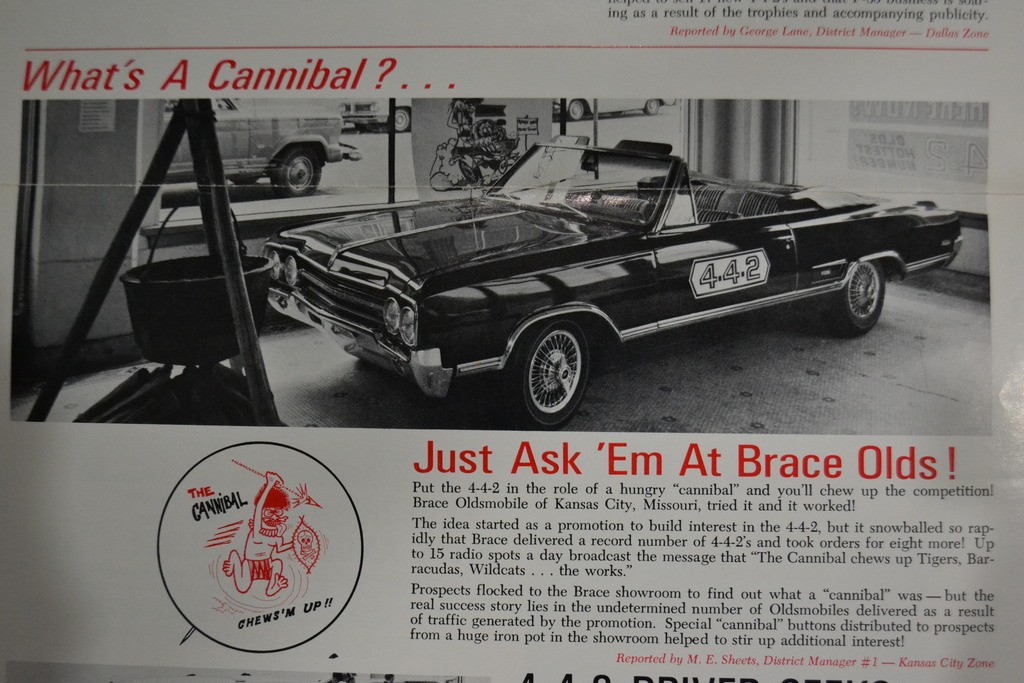 ing as a result of the trophies and accompanying publicity.
Reported by George Lane, District Manager — Dallas Zone
What's A Cannibal?...
4-4-2
Just Ask 'Em At Brace Olds!
THE
CANNIBAL
CHEWS'M UP!!
Put the 4-4-2 in the role of a hungry “cannibal” and you'll chew up the competition!
Brace Oldsmobile of Kansas City, Missouri, tried it and it worked!
The idea started as a promotion to build interest in the 4-4-2, but it snowballed so rap-
idly that Brace delivered a record number of 4-4-2's and took orders for eight more! Up
to 15 radio spots a day broadcast the message that “The Cannibal chews up Tigers, Bar-
racudas, Wildcats . . . the works.”
Prospects flocked to the Brace showroom to find out what a “cannibal” was — but the
real success story lies in the undetermined number of Oldsmobiles delivered as a result
of traffic generated by the promotion. Special “cannibal” buttons distributed to prospects
from a huge iron pot in the showroom helped to stir up additional interest!
Reported by M. E. Sheets, District Manager #1 — Kansas City Zone